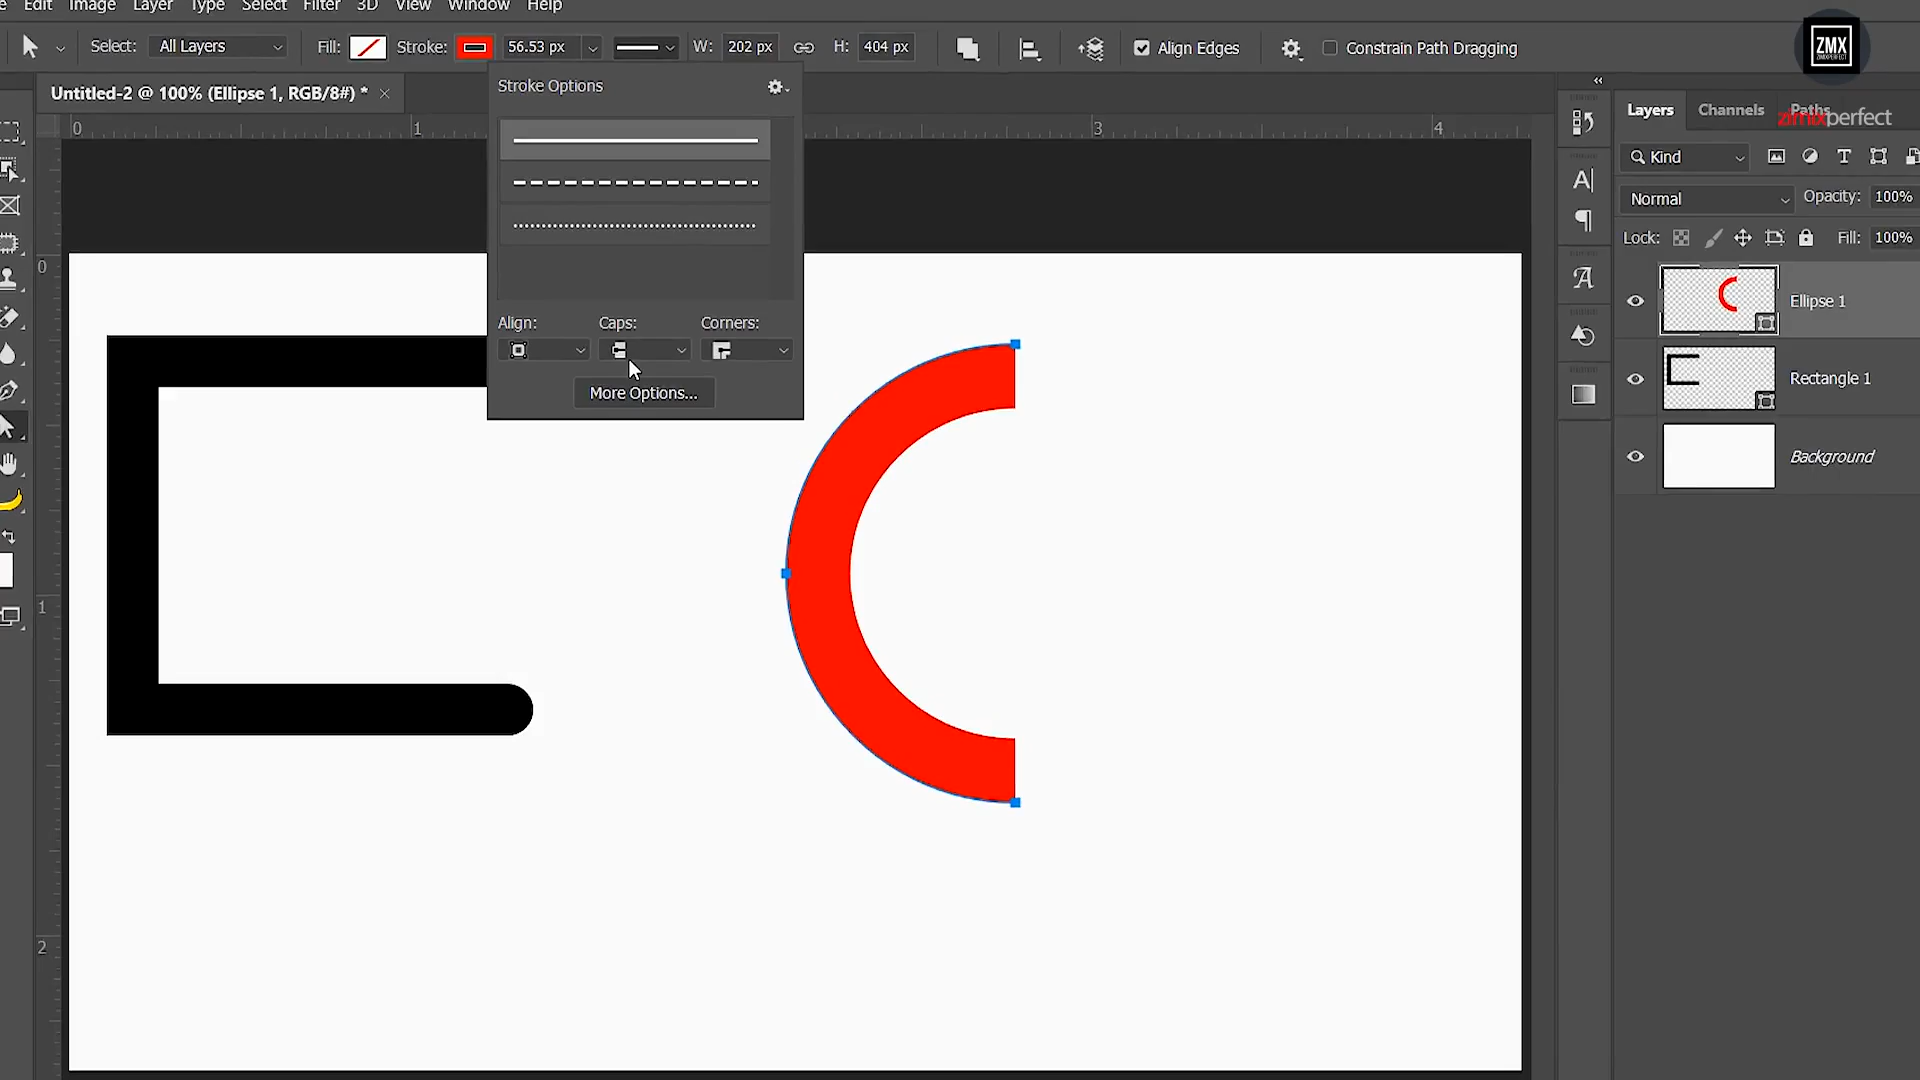 Edit Image Layer Type Select Filter 3D View Window Help
Select: All Layers Fill: Stroke: 56.53 px W: 202 px H: 404 px Align Edges Constrain Path Dragging
ZMX
ZIMIXPERFECT
Untitled-2 @ 100% (Ellipse 1, RGB/8#) *
Stroke Options
Layers Channels Paths
zimixperfect
0 1 3 4
Kind
Normal Opacity: 100%
Lock: Fill: 100%
0
Ellipse 1
Align: Caps: Corners:
Rectangle 1
More Options...
Background
1
2